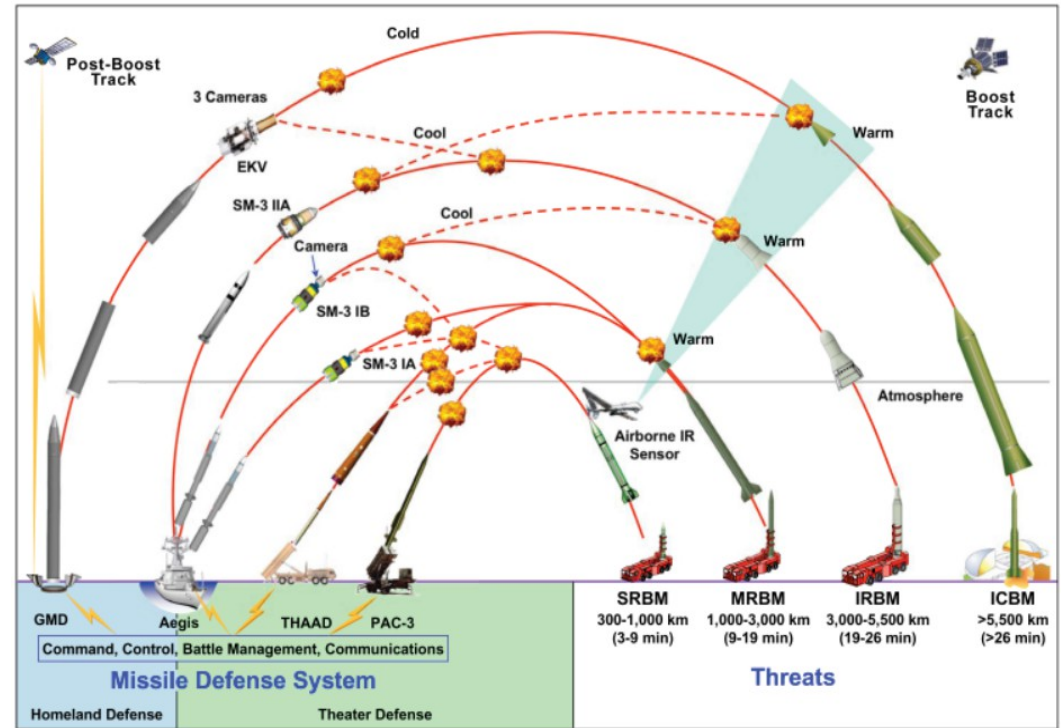 Post-Boost
Track
Cold
Boost
Track
3 Cameras
EKV
Cool
Warm
SM-3 IIA
Cool
Warm
Camera
SM-3 IB
Warm
SM-3 IA
Atmosphere
Airborne IR
Sensor
GMD
Aegis
THAAD
PAC-3
Command, Control, Battle Management, Communications
Missile Defense System
Homeland Defense
Theater Defense
SRBM
300-1,000 km
(3-9 min)
MRBM
1,000-3,000 km
(9-19 min)
IRBM
3,000-5,500 km
(19-26 min)
ICBM
>5,500 km
(>26 min)
Threats